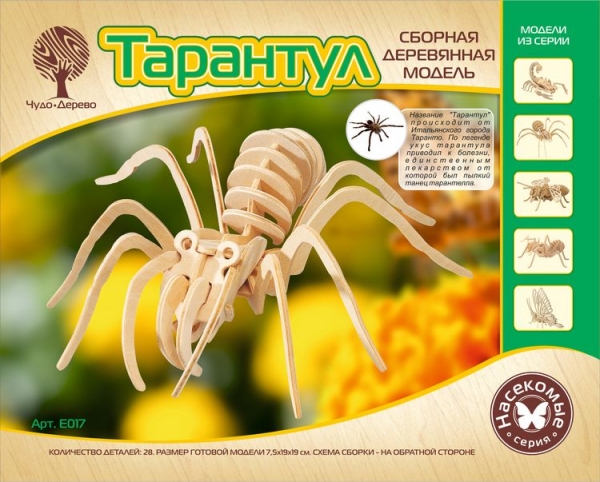 Чудо-Дерево
Тарантул
СБОРНАЯ
ДЕРЕВЯННАЯ
МОДЕЛЬ
Название "Тарантул"
происходит от
Итальянского города
Таранто. По легенде
укус тарантула
приводил к болезни,
единственным
лекарством от
которой был пылкий
танец тарантелла.
МОДЕЛИ
ИЗ СЕРИИ
Арт. Е017
Насекомые
серия
КОЛИЧЕСТВО ДЕТАЛЕЙ: 28. РАЗМЕР ГОТОВОЙ МОДЕЛИ 7,5x19x19 см. СХЕМА СБОРКИ - НА ОБРАТНОЙ СТОРОНЕ